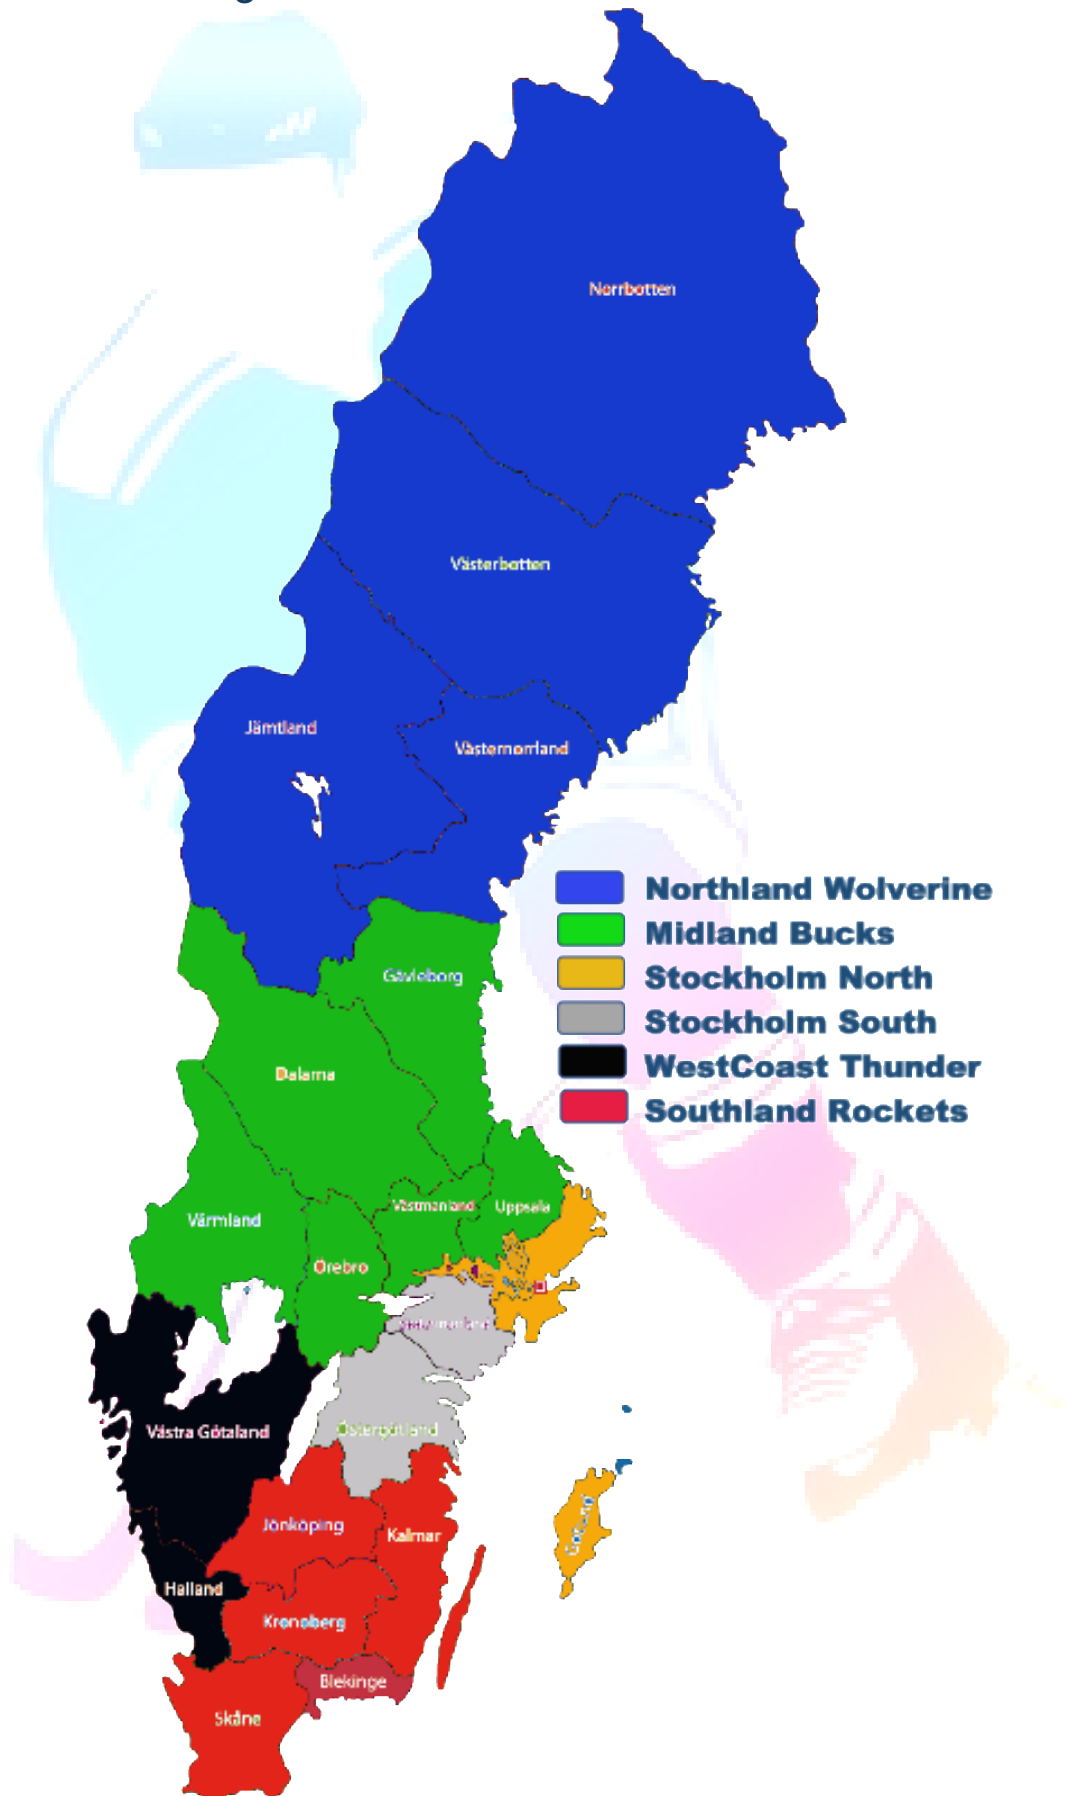 Norrbotten
Västerbotten
Jämtland
Västernorrland
Northland Wolverine
Midland Bucks
Stockholm North
Stockholm South
WestCoast Thunder
Southland Rockets
Gävleborg
Dalarna
Västmanland
Uppsala
Värmland
Örebro
Västra Götaland
Östergötland
Jönköping
Kalmar
Halland
Kronoberg
Blekinge
Skåne